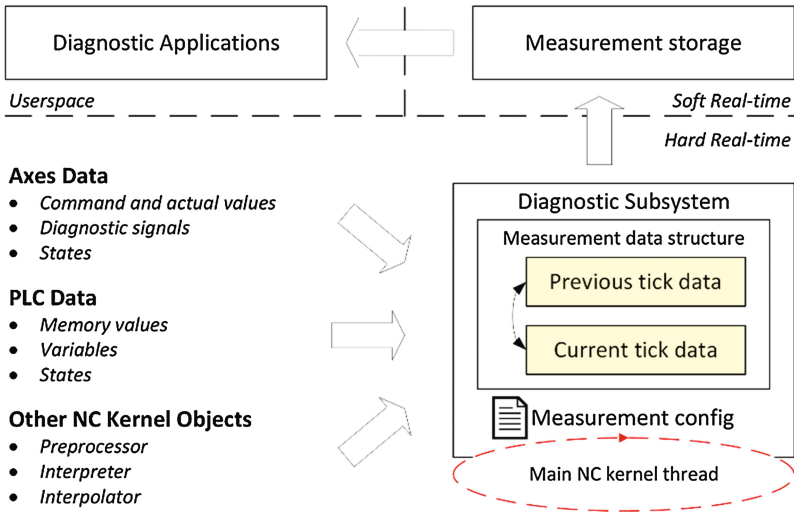 Diagnostic Applications
Measurement storage
Userspace
Soft Real-time
Hard Real-time
Axes Data
• Command and actual values
• Diagnostic signals
• States
PLC Data
• Memory values
• Variables
• States
Other NC Kernel Objects
• Preprocessor
• Interpreter
• Interpolator
Diagnostic Subsystem
Measurement data structure
Previous tick data
Current tick data
Measurement config
Main NC kernel thread